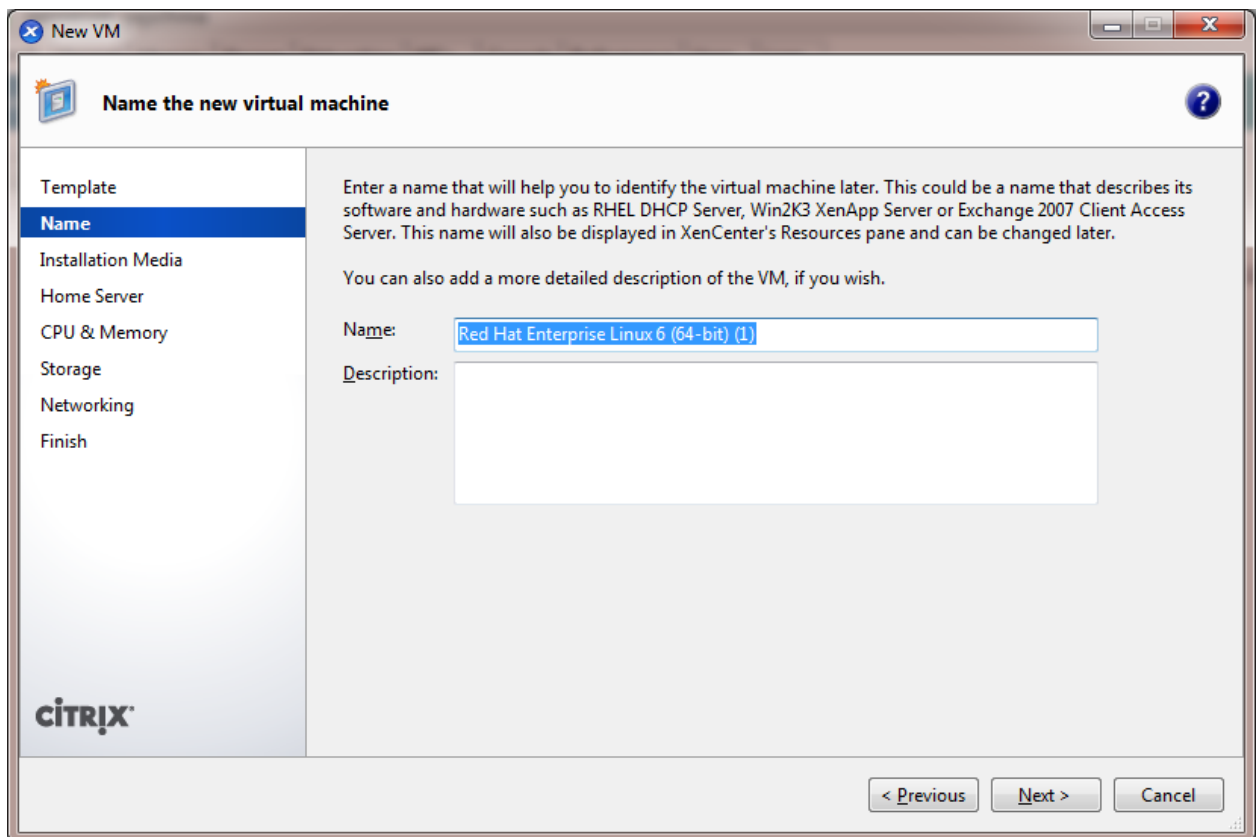 New VM
Name the new virtual machine
Template
Name
Installation Media
Home Server
CPU & Memory
Storage
Networking
Finish
CITRIX
Enter a name that will help you to identify the virtual machine later. This could be a name that describes its
software and hardware such as RHEL DHCP Server, Win2K3 XenApp Server or Exchange 2007 Client Access
Server. This name will also be displayed in XenCenter's Resources pane and can be changed later.
You can also add a more detailed description of the VM, if you wish.
Name: Red Hat Enterprise Linux 6 (64-bit) (1)
Description:
< Previous Next > Cancel